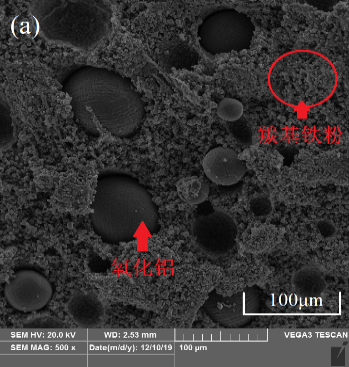 (a)
羰基铁粉
氧化铝
100μm
SEM HV: 20.0 kV
WD: 2.53 mm
VEGA3 TESCAN
SEM MAG: 500 x
Date(m/d/y): 12/10/19
100 μm